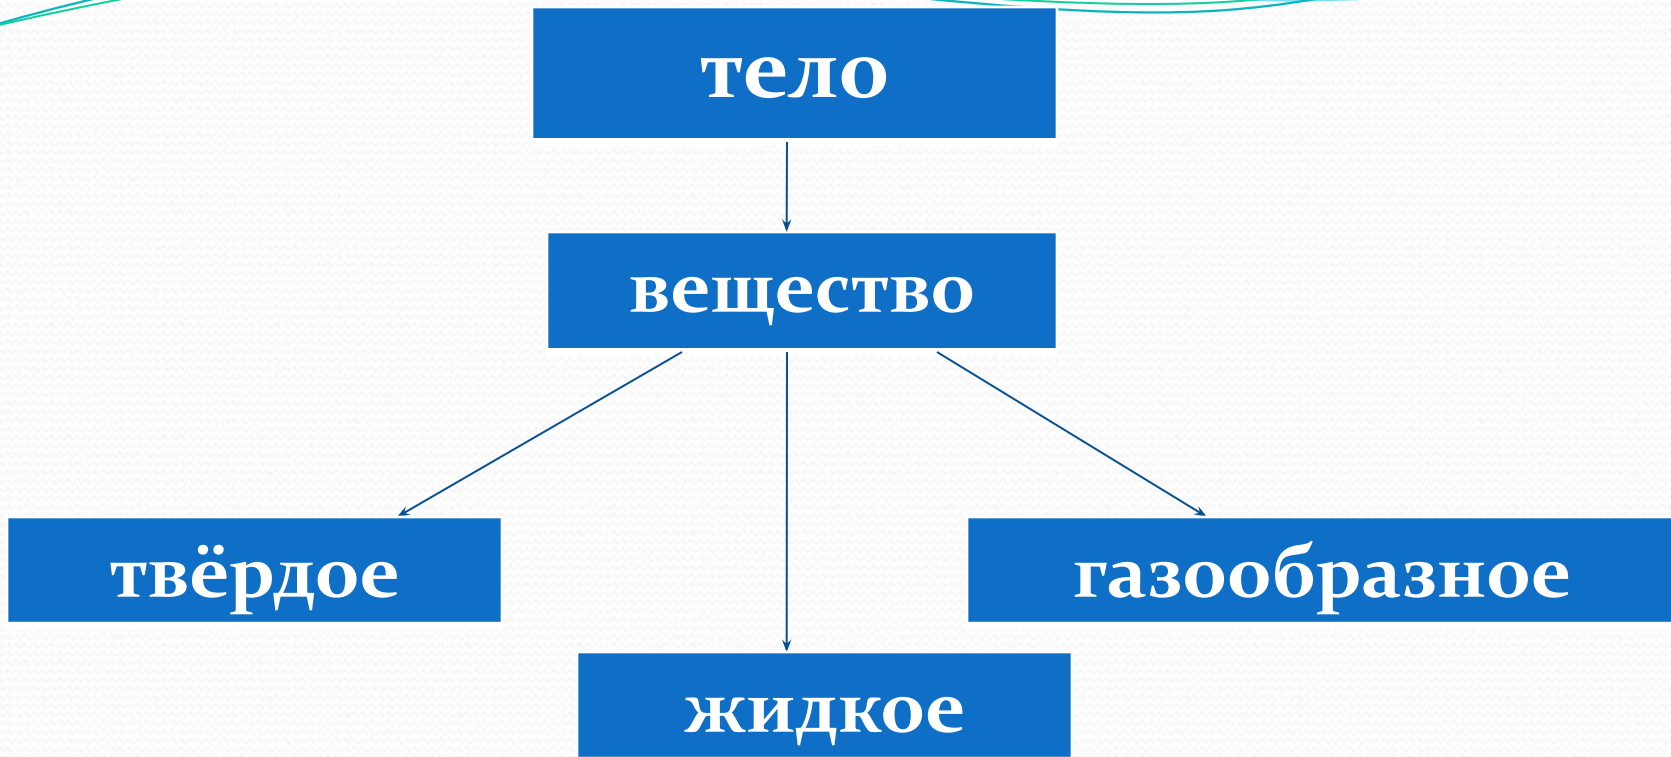 тело
вещество
твёрдое
газообразное
жидкое